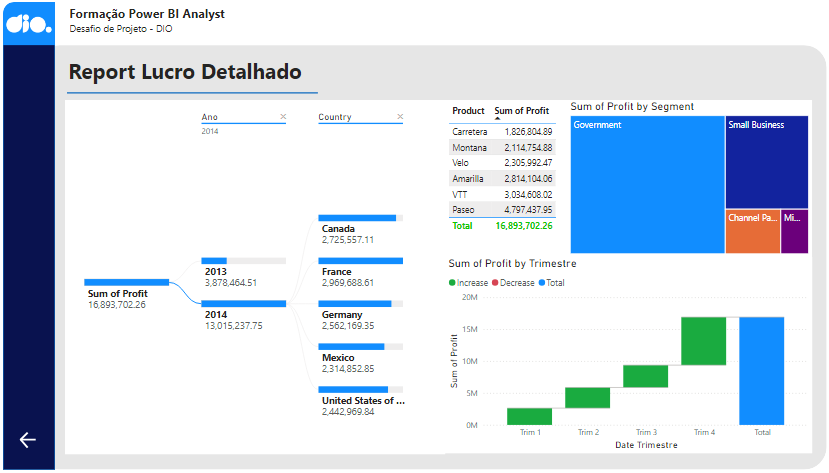 dio.
Formação Power BI Analyst
Desafio de Projeto - DIO
Report Lucro Detalhado
Ano
2014
Country
Sum of Profit
16,893,702.26
2013
3,878,464.51
2014
13,015,237.75
Canada
2,725,557.11
France
2,969,688.61
Germany
2,562,169.35
Mexico
2,314,852.85
United States of ...
2,442,969.84
Product Sum of Profit
Carretera 1,826,804.89
Montana 2,114,754.88
Velo 2,305,992.47
Amarilla 2,814,104.06
VTT 3,034,608.02
Paseo 4,797,437.95
Total 16,893,702.26
Sum of Profit by Segment
Government
Small Business
Channel Pa...
Mi...
Sum of Profit by Trimestre
Increase Decrease Total
Sum of Profit
20M
15M
10M
5M
0M
Trim 1 Trim 2 Trim 3 Trim 4 Total
Date Trimestre